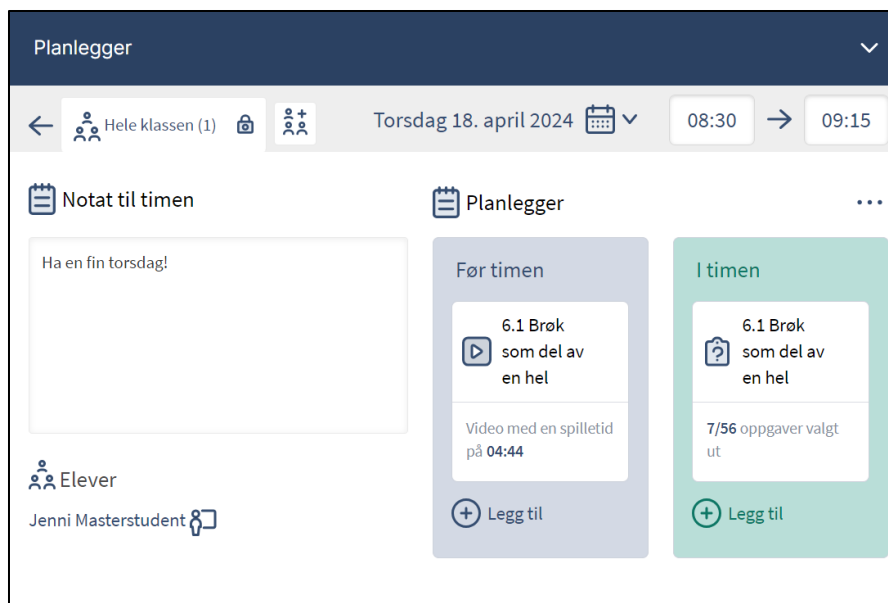 Planlegger
Hele klassen (1)
Torsdag 18. april 2024
08:30
09:15
Notat til timen
Ha en fin torsdag!
Elever
Jenni Masterstudent
Planlegger
Før timen
6.1 Brøk
som del av
en hel
Video med en spilletid
på 04:44
Legg til
I timen
6.1 Brøk
som del av
en hel
7/56 oppgaver valgt
ut
Legg til